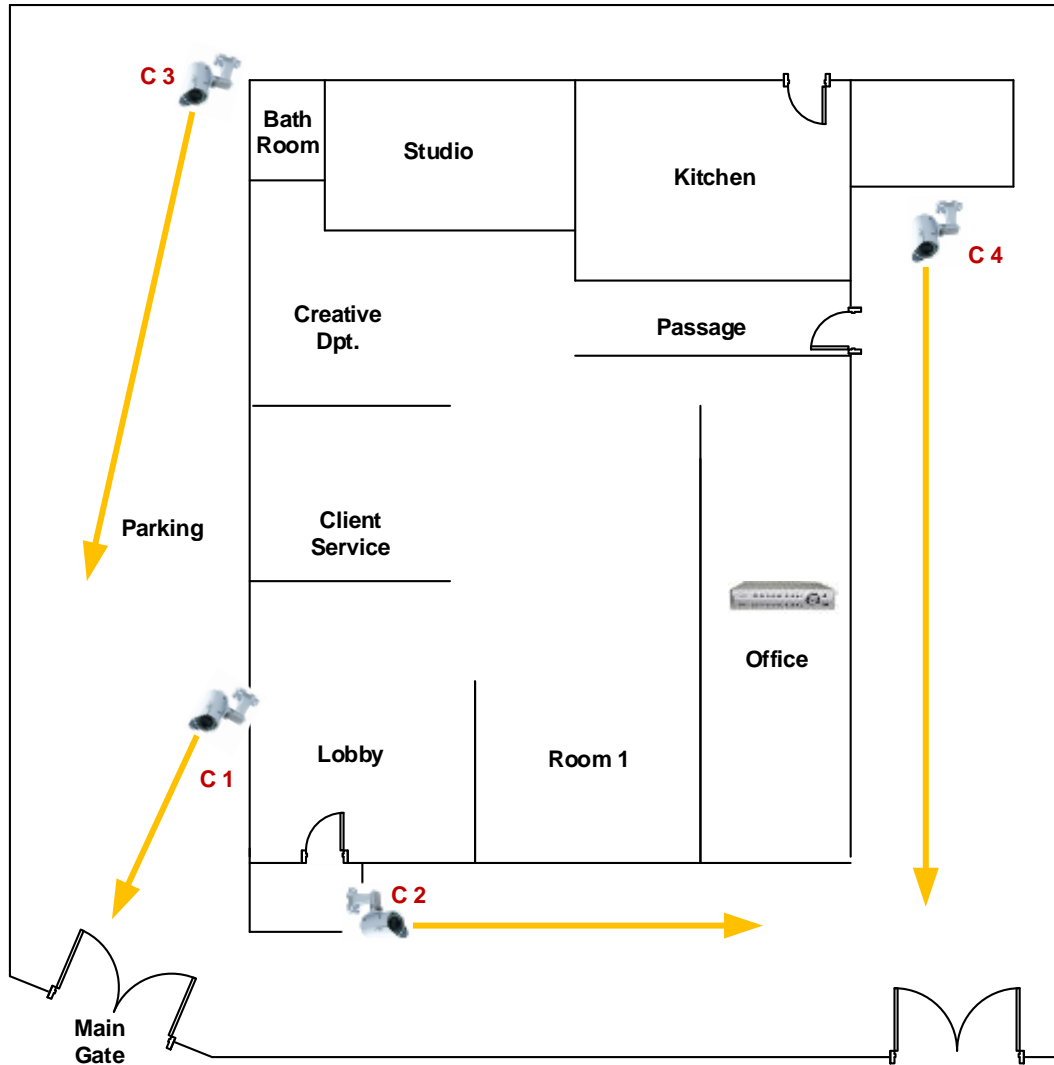 C 3
Bath
Room
Studio
Kitchen
C 4
Creative
Dpt.
Passage
Parking
Client
Service
Office
C 1
Lobby
Room 1
C 2
Main
Gate